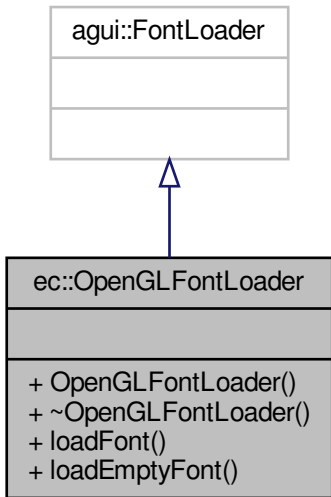 agui::FontLoader
ec::OpenGLFontLoader
+ OpenGLFontLoader()
+ ~OpenGLFontLoader()
+ loadFont()
+ loadEmptyFont()